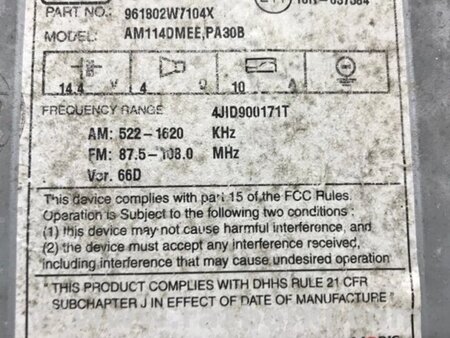 PART NO.: 961802W7104X
MODEL: AM114DMEE,PA30B
14.4 V 4 10
FREQUENCY RANGE 4JID900171T
AM: 522-1620 KHz
FM: 87.5-108.0 MHz
Ver. 66D
This device complies with part 15 of the FCC Rules.
Operation is Subject to the following two conditions :
(1) this device may not cause harmful interference, and
(2) the device must accept any interference received,
including interference that may cause undesired operation
"THIS PRODUCT COMPLIES WITH DHHS RULE 21 CFR
SUBCHAPTER J IN EFFECT OF DATE OF MANUFACTURE"